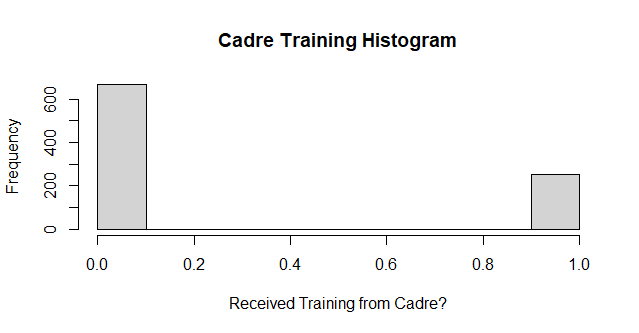 Cadre Training Histogram
Frequency
600
400
200
0
0.0 0.2 0.4 0.6 0.8 1.0
Received Training from Cadre?